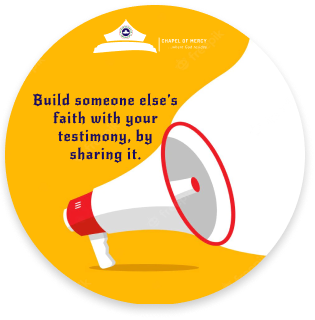 CHAPEL OF MERCY
Build someone else's
faith with your
testimony, by
sharing it.